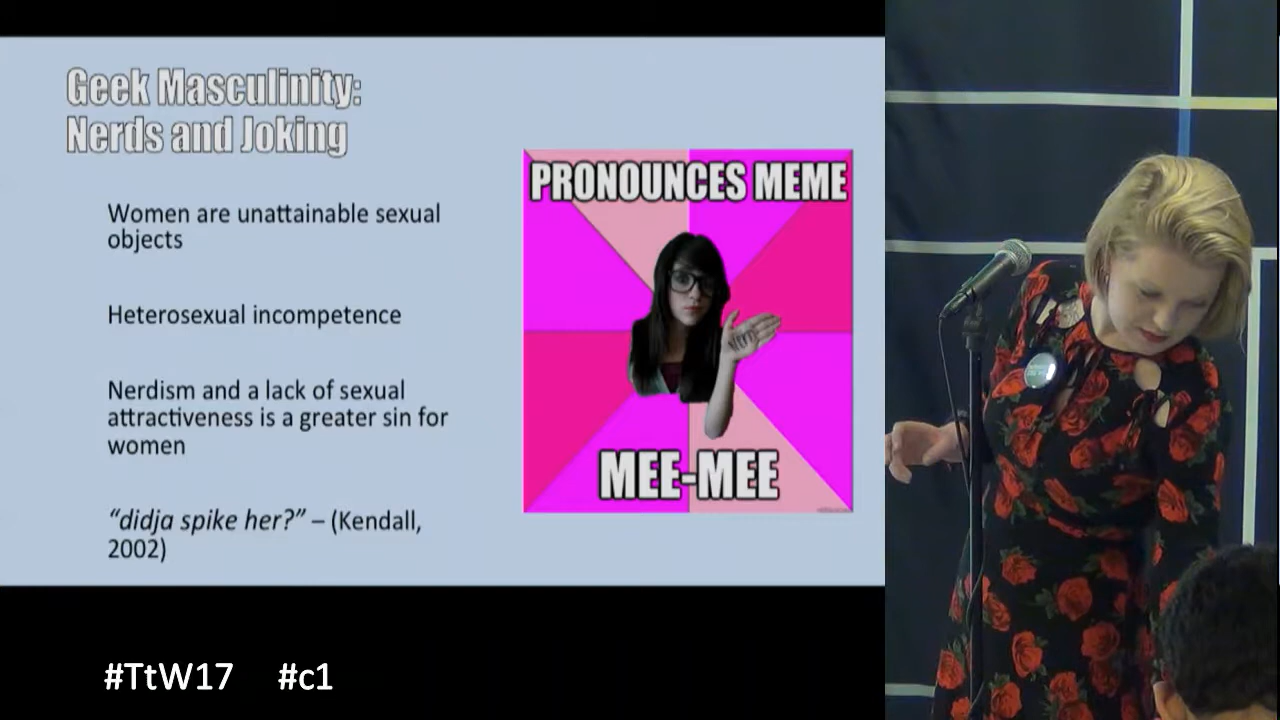 Geek Masculinity:
Nerds and Joking
Women are unattainable sexual
objects
Heterosexual incompetence
Nerdism and a lack of sexual
attractiveness is a greater sin for
women
“didja spike her?” – (Kendall,
2002)
PRONOUNCES MEME
MEE-MEE
#TtW17 #c1